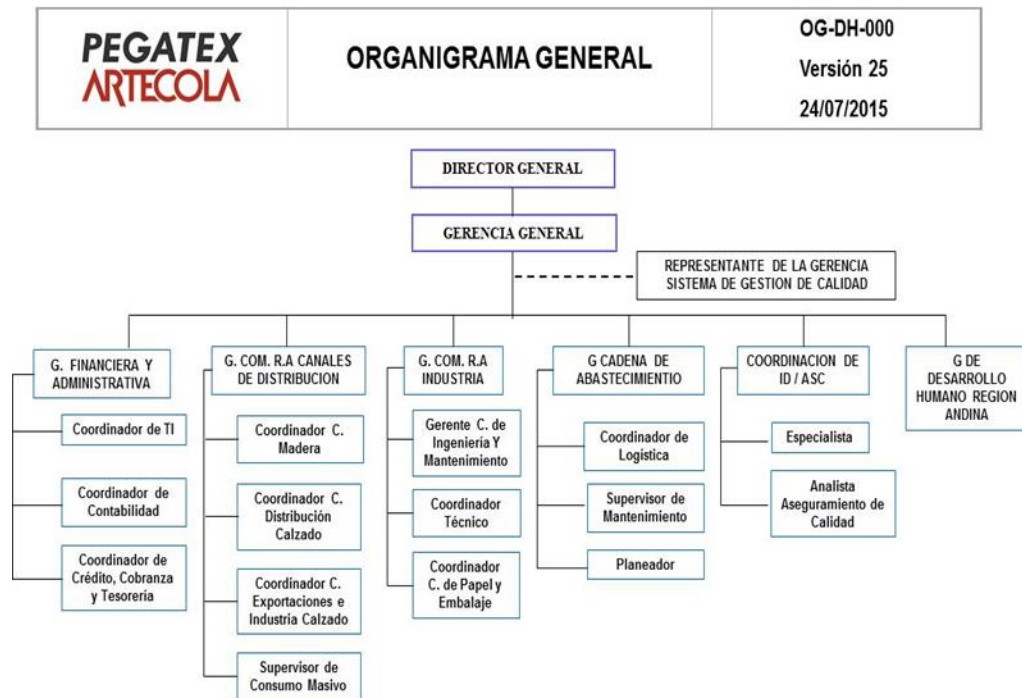 PEGATEX
ARTECOLA
ORGANIGRAMA GENERAL
OG-DH-000
Versión 25
24/07/2015
DIRECTOR GENERAL
GERENCIA GENERAL
REPRESENTANTE DE LA GERENCIA
SISTEMA DE GESTION DE CALIDAD
G. FINANCIERA Y
ADMINISTRATIVA
Coordinador de TI
Coordinador de
Contabilidad
Coordinador de
Crédito, Cobranza
y Tesorería
G. COM. R.A CANALES
DE DISTRIBUCION
Coordinador C.
Madera
Coordinador C.
Distribución
Calzado
Coordinador C.
Exportaciones e
Industria Calzado
Supervisor de
Consumo Masivo
G. COM. R.A
INDUSTRIA
Gerente C. de
Ingeniería Y
Mantenimiento
Coordinador
Técnico
Coordinador
C. de Papel y
Embalaje
G CADENA DE
ABASTECIMIENTIO
Coordinador de
Logística
Supervisor de
Mantenimiento
Planeador
COORDINACION DE
ID / ASC
Especialista
Analista
Aseguramiento de
Calidad
G DE
DESARROLLO
HUMANO REGION
ANDINA